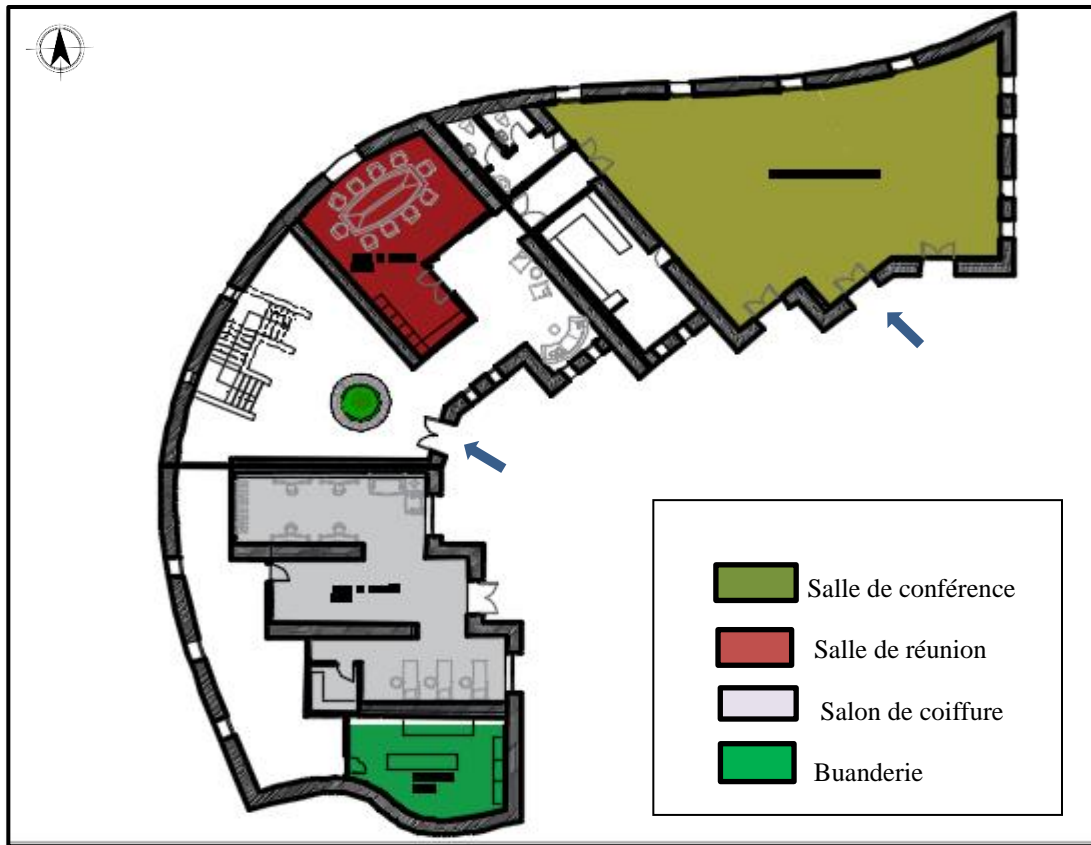 Salle de conférence
Salle de réunion
Salon de coiffure
Buanderie